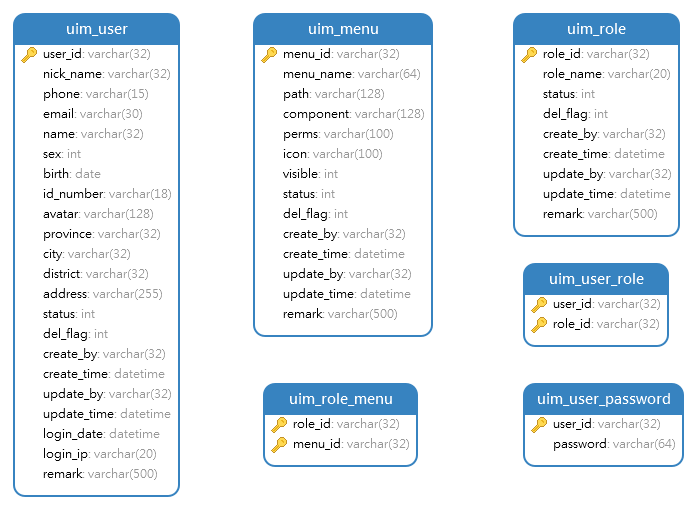 uim_user
user_id: varchar(32)
nick_name: varchar(32)
phone: varchar(15)
email: varchar(30)
name: varchar(32)
sex: int
birth: date
id_number: varchar(18)
avatar: varchar(128)
province: varchar(32)
city: varchar(32)
district: varchar(32)
address: varchar(255)
status: int
del_flag: int
create_by: varchar(32)
create_time: datetime
update_by: varchar(32)
update_time: datetime
login_date: datetime
login_ip: varchar(20)
remark: varchar(500)
uim_menu
menu_id: varchar(32)
menu_name: varchar(64)
path: varchar(128)
component: varchar(128)
perms: varchar(100)
icon: varchar(100)
visible: int
status: int
del_flag: int
create_by: varchar(32)
create_time: datetime
update_by: varchar(32)
update_time: datetime
remark: varchar(500)
uim_role
role_id: varchar(32)
role_name: varchar(20)
status: int
del_flag: int
create_by: varchar(32)
create_time: datetime
update_by: varchar(32)
update_time: datetime
remark: varchar(500)
uim_user_role
user_id: varchar(32)
role_id: varchar(32)
uim_role_menu
role_id: varchar(32)
menu_id: varchar(32)
uim_user_password
user_id: varchar(32)
password: varchar(64)